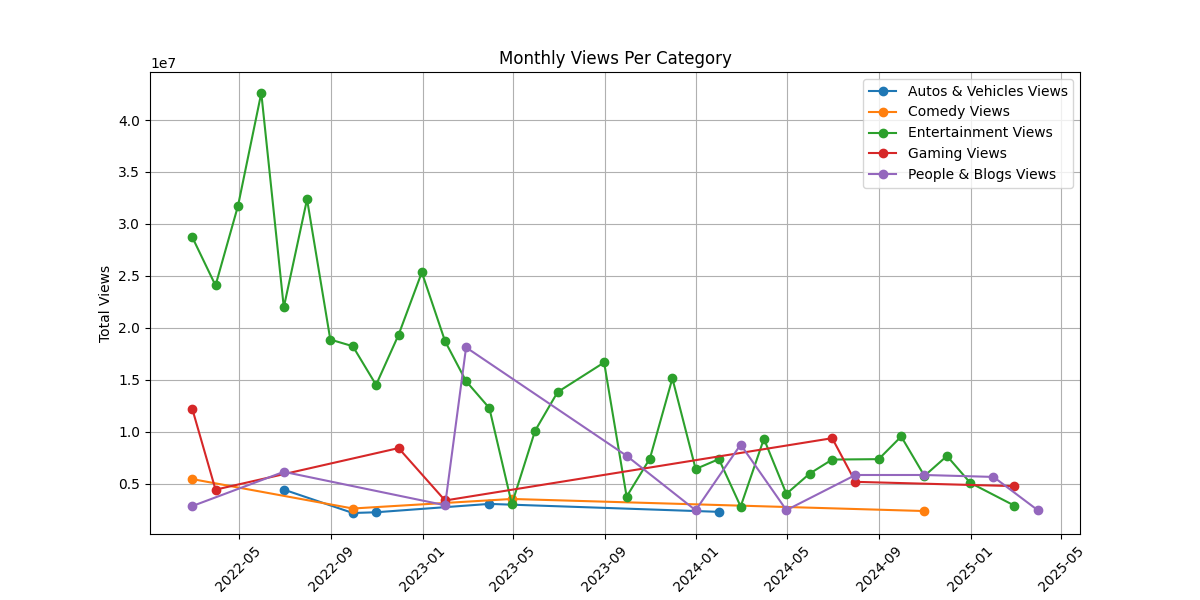 Monthly Views Per Category
1e7
Autos & Vehicles Views
Comedy Views
Entertainment Views
Gaming Views
People & Blogs Views
4.0
3.5
3.0
2.5
2.0
1.5
1.0
0.5
Total Views
2022-05
2022-09
2023-01
2023-05
2023-09
2024-01
2024-05
2024-09
2025-01
2025-05